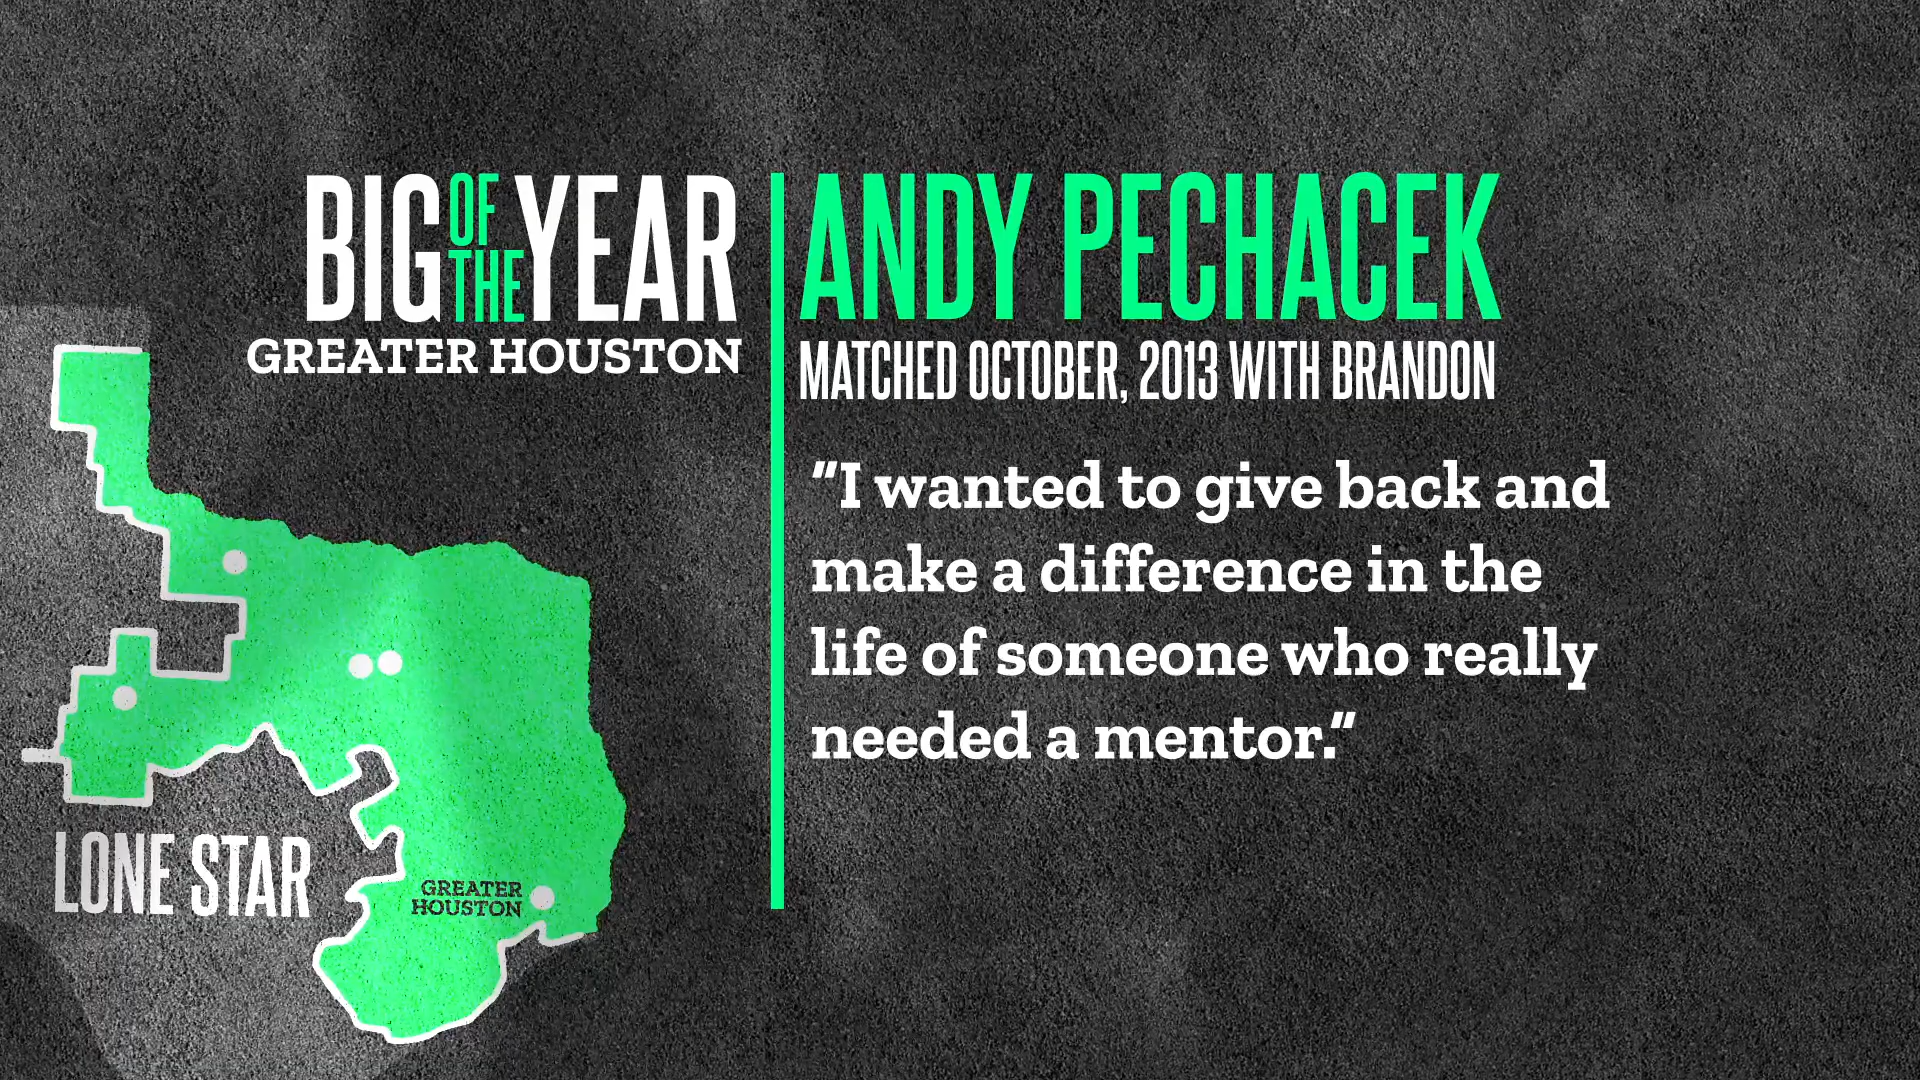 BIG OF THE YEAR
GREATER HOUSTON
ANDY PECHACEK
MATCHED OCTOBER, 2013 WITH BRANDON
“I wanted to give back and
make a difference in the
life of someone who really
needed a mentor.”
LONE STAR
GREATER
HOUSTON